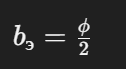 bэ = ϕ/2